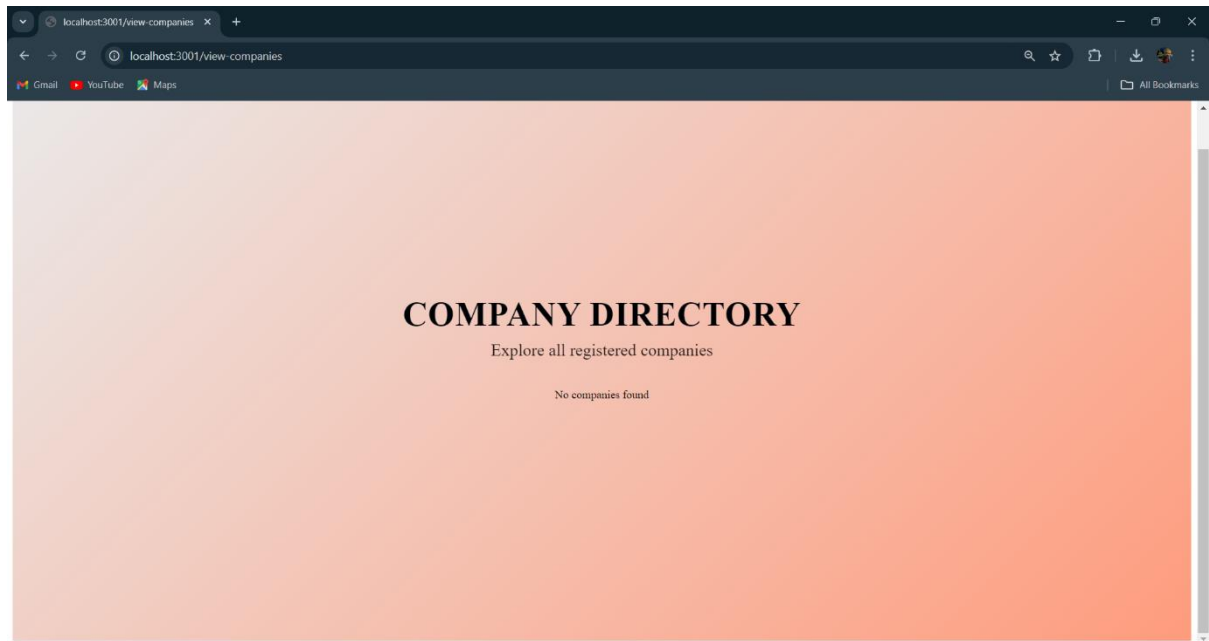 localhost:3001/view-companies
localhost:3001/view-companies
Gmail YouTube Maps All Bookmarks
COMPANY DIRECTORY
Explore all registered companies
No companies found